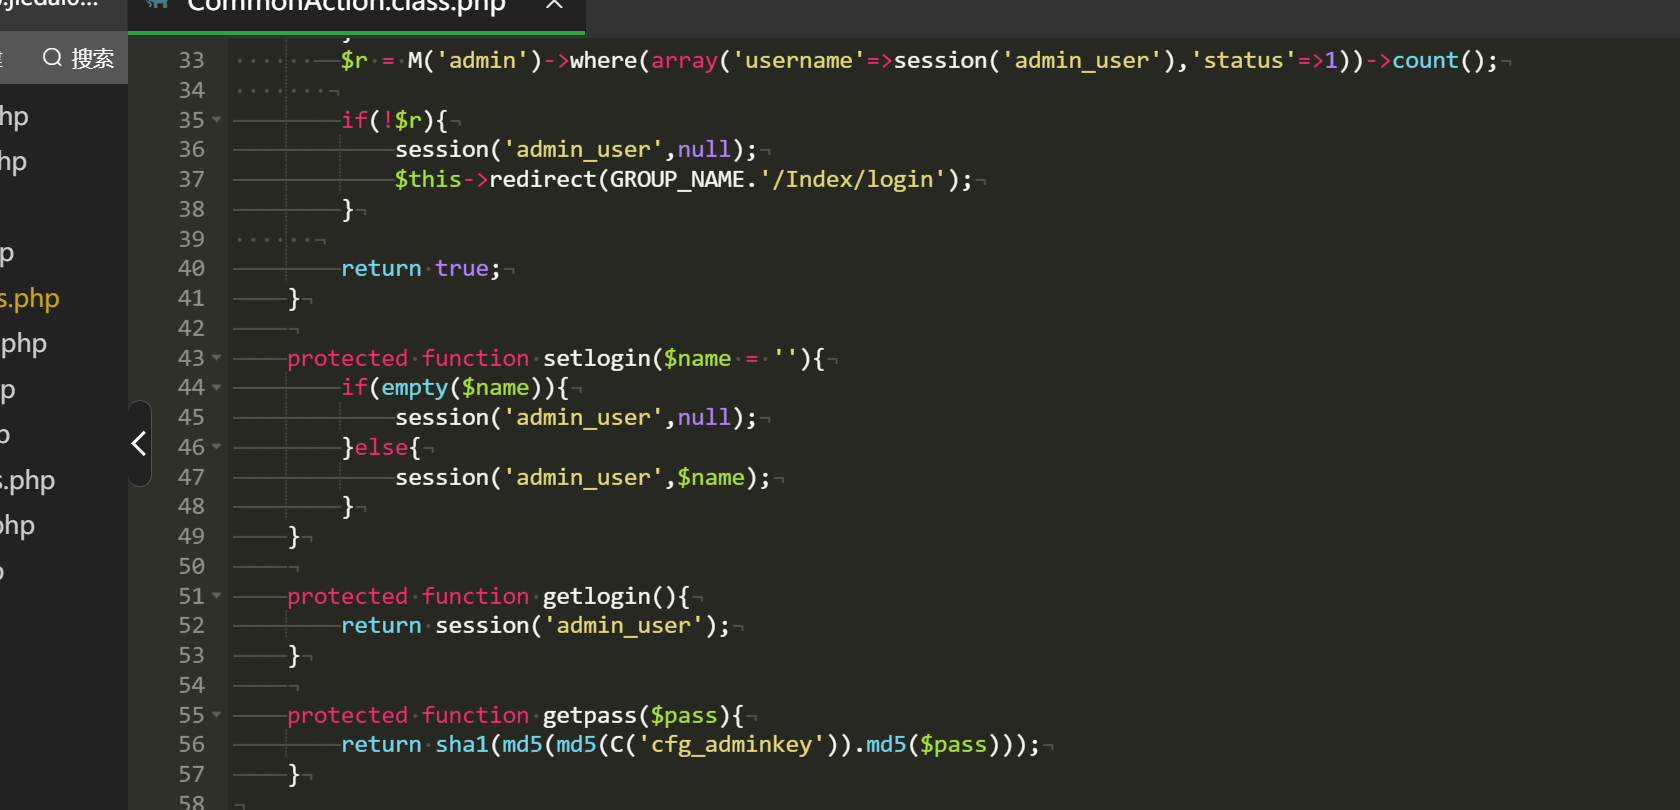 CommonAction.class.php ×
搜索
hp
hp
p
s.php
php
p
s.php
php
33 $r = M('admin')->where(array('username'=>session('admin_user'),'status'=>1))->count();
34
35 if(!$r){
36 session('admin_user',null);
37 $this->redirect(GROUP_NAME.'/Index/login');
38 }
39
40 return true;
41 }
42
43 protected function setlogin($name = ''){
44 if(empty($name)){
45 session('admin_user',null);
46 }else{
47 session('admin_user',$name);
48 }
49 }
50
51 protected function getlogin(){
52 return session('admin_user');
53 }
54
55 protected function getpass($pass){
56 return sha1(md5(md5(C('cfg_adminkey')).md5($pass)));
57 }
58